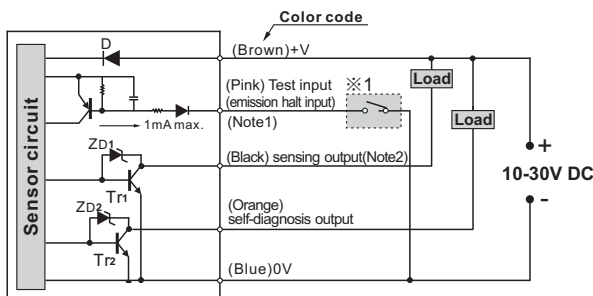 Color code
D
(Brown)+V
(Pink) Test input
(emission halt input)
(Note1)
※1
Load
Load
1mA max.
Sensor circuit
ZD1
(Black) sensing output(Note2)
Tr1
+
10-30V DC
-
(Orange)
self-diagnosis output
ZD2
Tr2
(Blue)0V